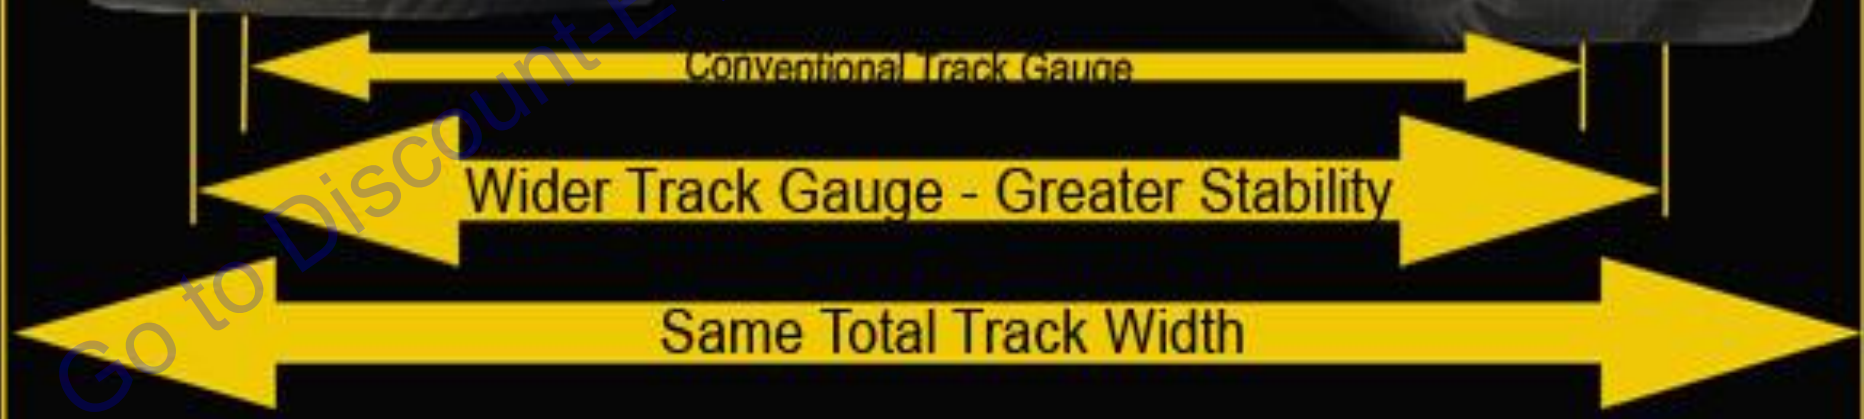 Conventional Track Gauge
Wider Track Gauge - Greater Stability
Same Total Track Width
Go to Discount-E